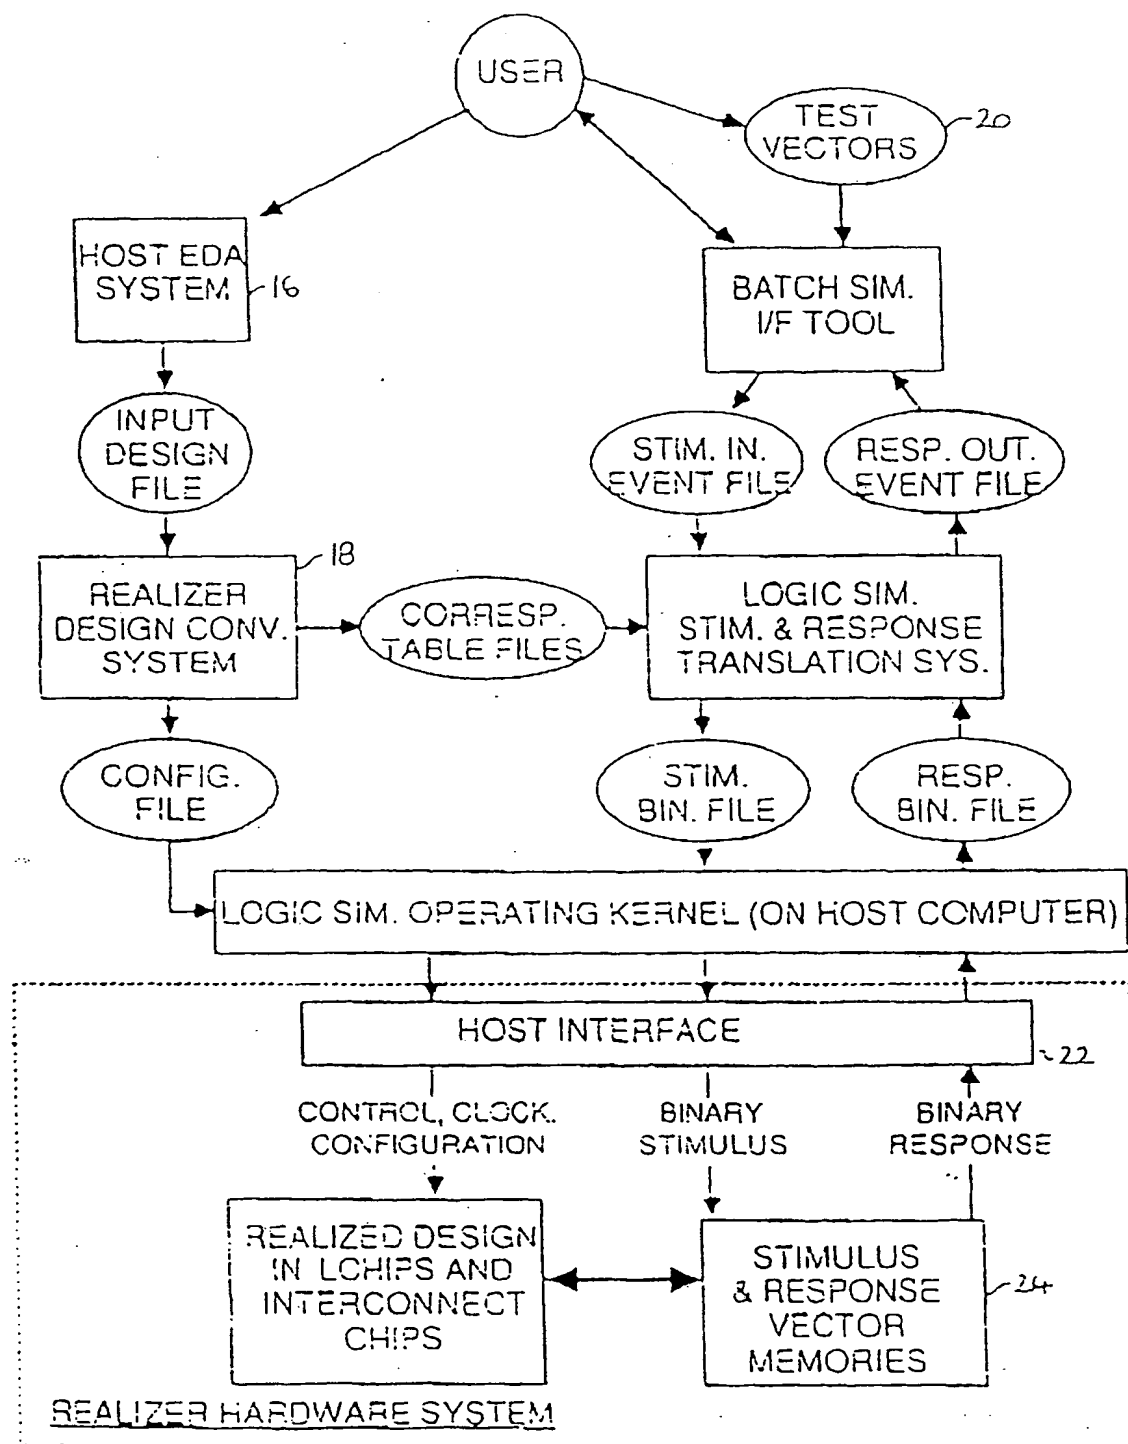 USER
TEST
VECTORS
20
HOST EDA
SYSTEM
16
BATCH SIM.
I/F TOOL
INPUT
DESIGN
FILE
STIM. IN.
EVENT FILE
RESP. OUT.
EVENT FILE
18
REALIZER
DESIGN CONV.
SYSTEM
CORRESP.
TABLE FILES
LOGIC SIM.
STIM. & RESPONSE
TRANSLATION SYS.
CONFIG.
FILE
STIM.
BIN. FILE
RESP.
BIN. FILE
LOGIC SIM. OPERATING KERNEL (ON HOST COMPUTER)
HOST INTERFACE
22
CONTROL, CLOCK.
CONFIGURATION
BINARY
STIMULUS
BINARY
RESPONSE
REALIZED DESIGN
IN LCHIPS AND
INTERCONNECT
CHIPS
STIMULUS
& RESPONSE
VECTOR
MEMORIES
24
REALIZER HARDWARE SYSTEM